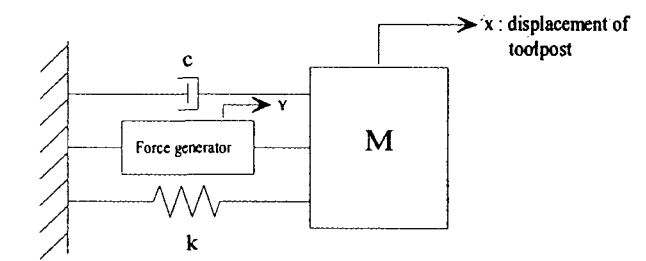 x : displacement of
toolpost
c
Y
Force generator
M
k